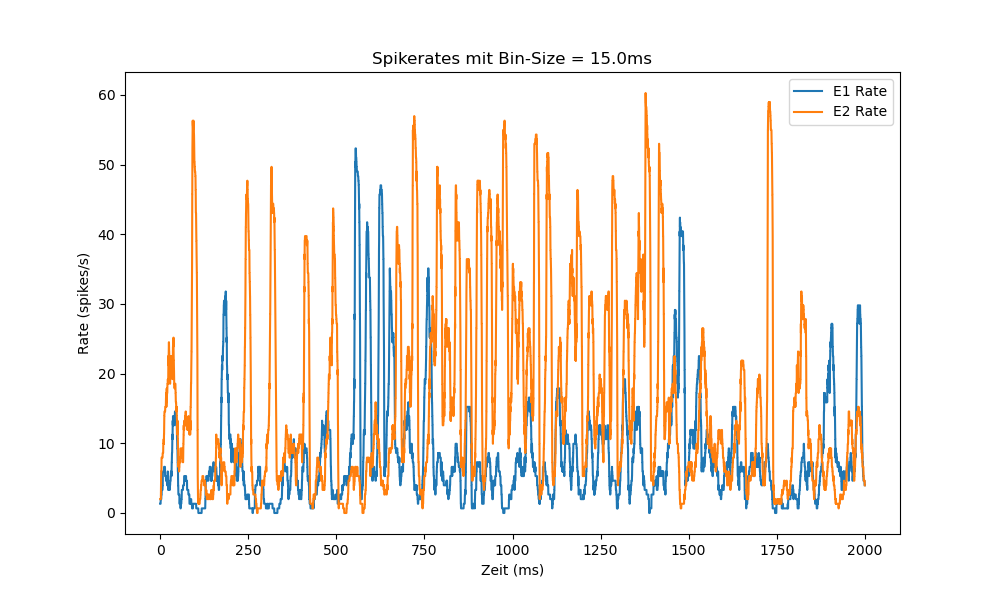 Spikerates mit Bin-Size = 15.0ms
E1 Rate
E2 Rate
Rate (spikes/s)
60
50
40
30
20
10
0
0 250 500 750 1000 1250 1500 1750 2000
Zeit (ms)